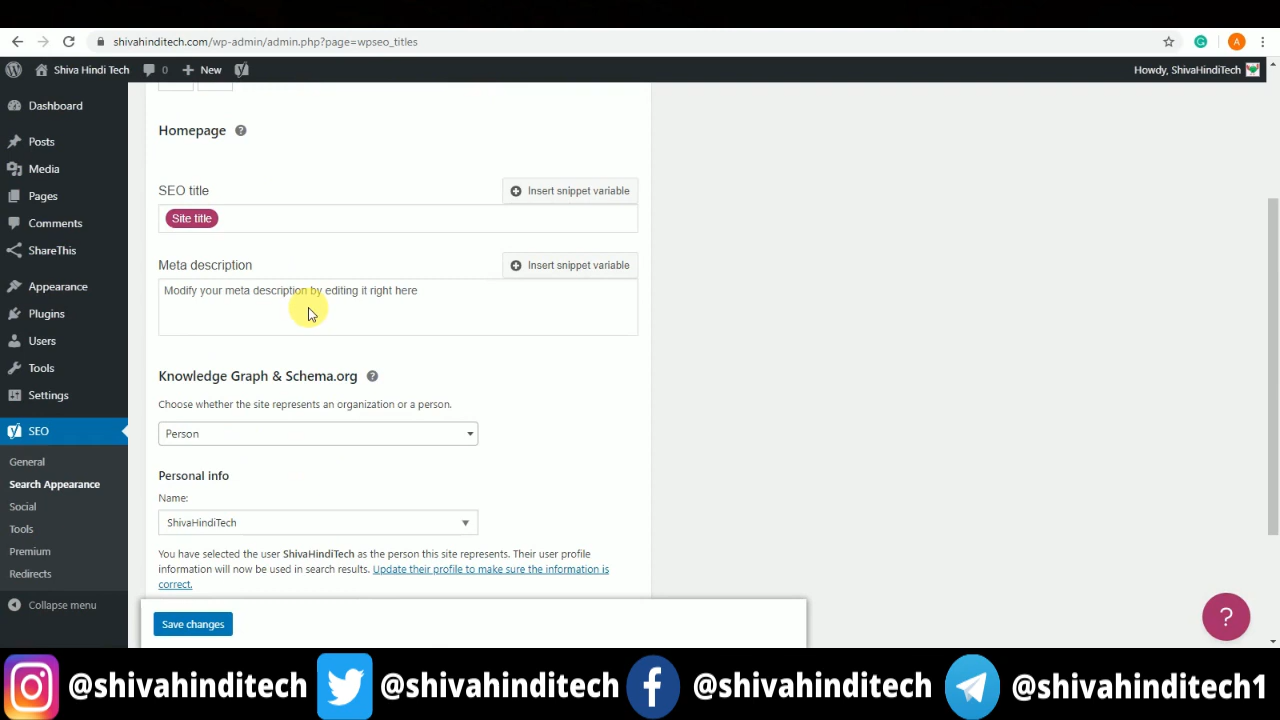 shivahinditech.com/wp-admin/admin.php?page=wpseo_titles
A
Shiva Hindi Tech 0 New
Howdy, ShivaHindiTech
Dashboard
Posts
Media
Pages
Comments
ShareThis
Appearance
Plugins
Users
Tools
Settings
SEO
General
Search Appearance
Social
Tools
Premium
Redirects
Collapse menu
Homepage ?
SEO title
Insert snippet variable
Site title
Meta description
Insert snippet variable
Modify your meta description by editing it right here
Knowledge Graph & Schema.org ?
Choose whether the site represents an organization or a person.
Person
Personal info
Name:
ShivaHindiTech
You have selected the user ShivaHindiTech as the person this site represents. Their user profile
information will now be used in search results. Update their profile to make sure the information is
correct.
Save changes
?
@shivahinditech @shivahinditech @shivahinditech @shivahinditech1